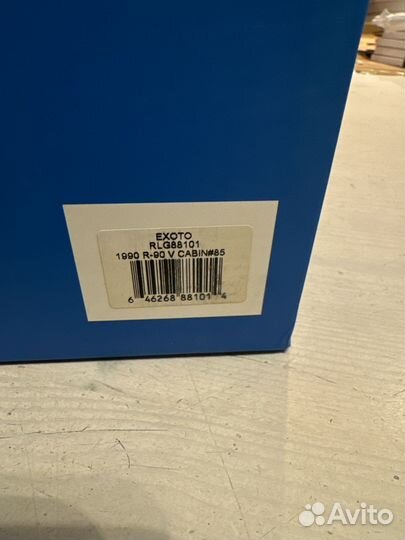 EXOTO
RLG88101
1990 R-90 V CABIN#85
6 46268 88101 4
Avito